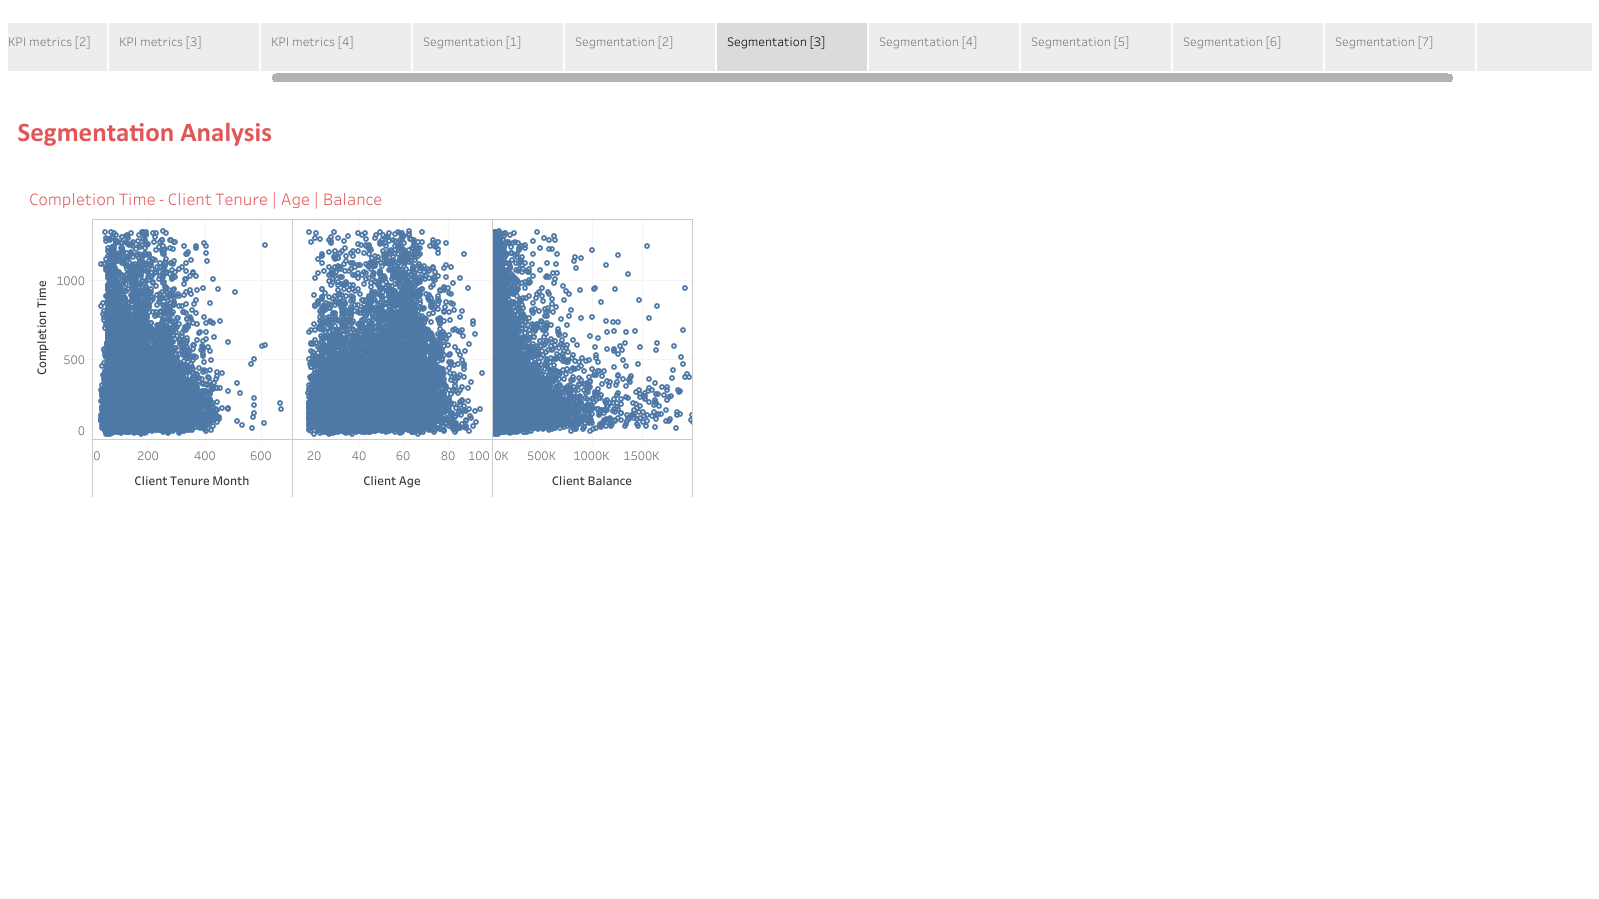 KPI metrics [2] KPI metrics [3] KPI metrics [4] Segmentation [1] Segmentation [2] Segmentation [3] Segmentation [4] Segmentation [5] Segmentation [6] Segmentation [7]
Segmentation Analysis
Completion Time - Client Tenure | Age | Balance
Completion Time
1000
500
0
0 200 400 600 20 40 60 80 100 0K 500K 1000K 1500K
Client Tenure Month Client Age Client Balance